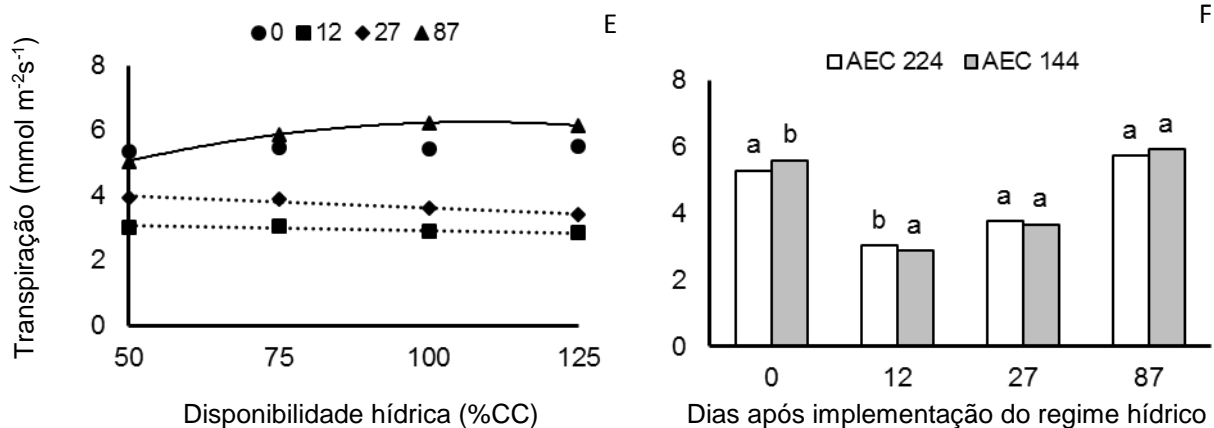 ● 0 ■ 12 ◆ 27 ▲ 87
E
Transpiração (mmol m⁻²s⁻¹)
8
6
4
2
0
50 75 100 125
Disponibilidade hídrica (%CC)
F
AEC 224 AEC 144
8
6
4
2
0
a b
b a
a a
a a
0 12 27 87
Dias após implementação do regime hídrico